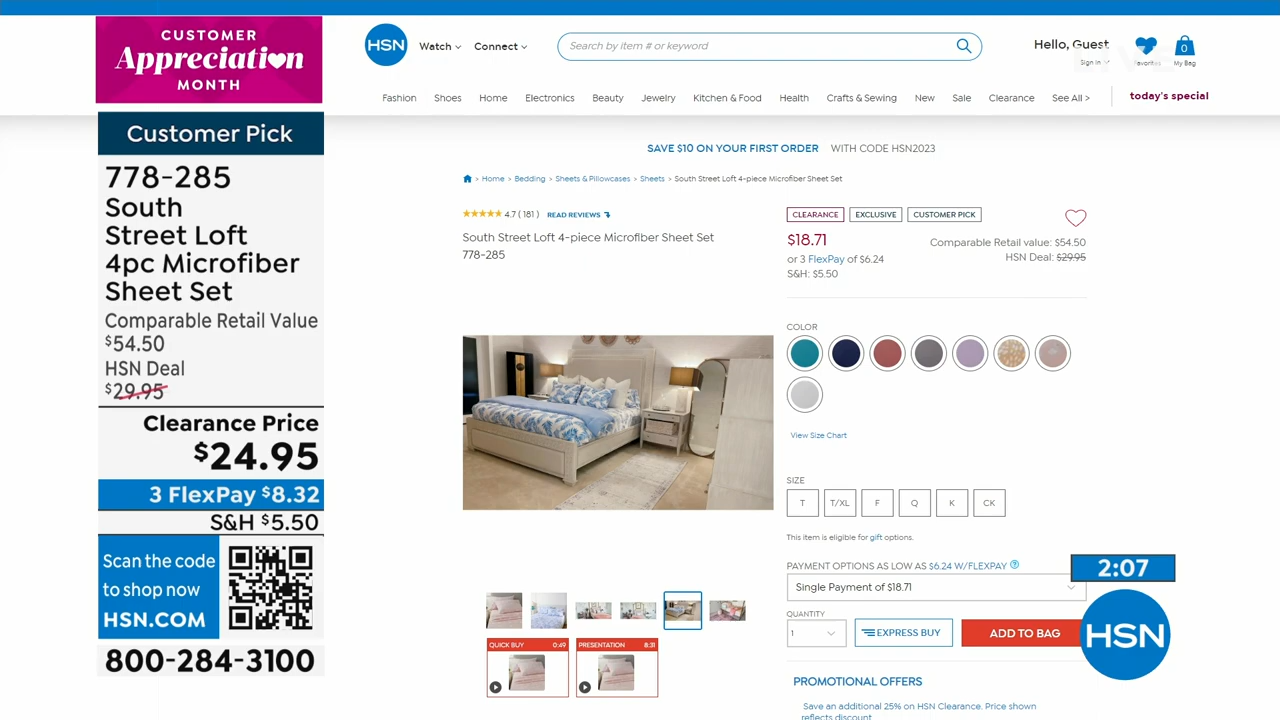 CUSTOMER
Appreciation
MONTH
Customer Pick
778-285
South
Street Loft
4pc Microfiber
Sheet Set
Comparable Retail Value
$54.50
HSN Deal
$29.95
Clearance Price
$24.95
3 FlexPay $8.32
S&H $5.50
Scan the code
to shop now
HSN.COM
800-284-3100
HSN
Watch
Connect
Search by item # or keyword
Hello, Guest
Sign In
Favorites
0
My Bag
Fashion Shoes Home Electronics Beauty Jewelry Kitchen & Food Health Crafts & Sewing New Sale Clearance See All > today's special
SAVE $10 ON YOUR FIRST ORDER WITH CODE HSN2023
> Home > Bedding > Sheets & Pillowcases > Sheets > South Street Loft 4-piece Microfiber Sheet Set
4.7 ( 181 ) READ REVIEWS
South Street Loft 4-piece Microfiber Sheet Set
778-285
CLEARANCE EXCLUSIVE CUSTOMER PICK
$18.71
or 3 FlexPay of $6.24
S&H: $5.50
Comparable Retail value: $54.50
HSN Deal: $29.95
COLOR
View Size Chart
SIZE
T T/XL F Q K CK
This item is eligible for gift options.
PAYMENT OPTIONS AS LOW AS $6.24 W/FLEXPAY
Single Payment of $18.71
QUANTITY
1
EXPRESS BUY
ADD TO BAG
QUICK BUY 0:49
PRESENTATION 8:31
2:07
HSN
PROMOTIONAL OFFERS
Save an additional 25% on HSN Clearance. Price shown
reflects discount.